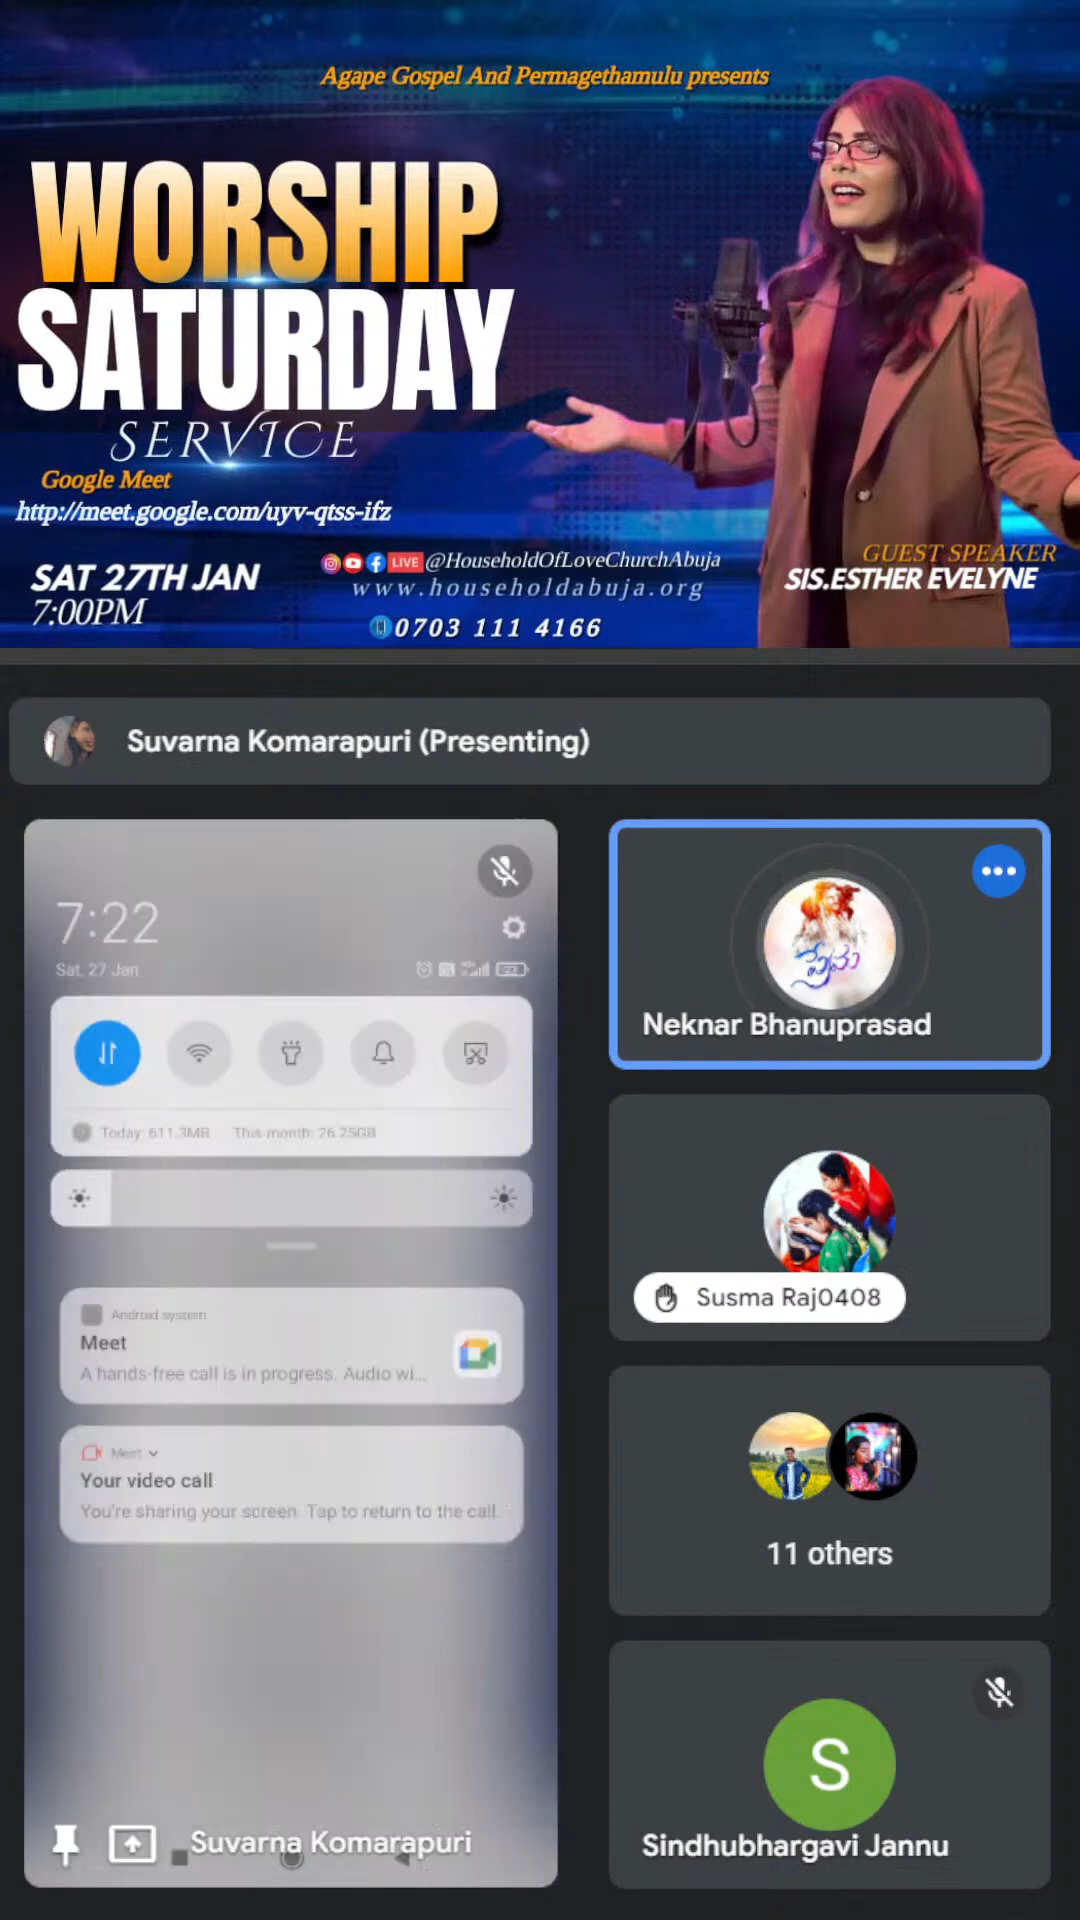 Agape Gospel And Permagethamulu presents
WORSHIP
SATURDAY
SERVICE
Google Meet
http://meet.google.com/uyv-qtss-ifz
SAT 27TH JAN
7:00PM
LIVE @HouseholdOfLoveChurchAbuja
www.householdabuja.org
0703 111 4166
GUEST SPEAKER
SIS.ESTHER EVELYNE
Suvarna Komarapuri (Presenting)
7:22
Sat, 27 Jan
Today: 611.3MB This month: 26.25GB
Android system
Meet
A hands-free call is in progress. Audio wi...
Meet
Your video call
You're sharing your screen. Tap to return to the call.
Suvarna Komarapuri
ప్రేమ
Neknar Bhanuprasad
Susma Raj0408
11 others
S
Sindhubhargavi Jannu